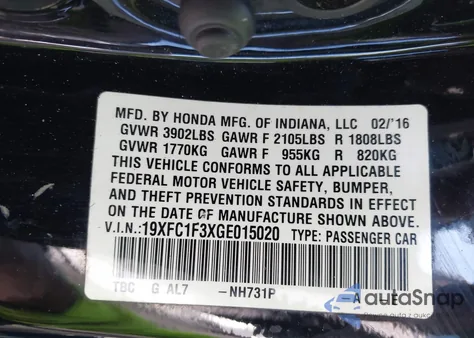 MFD. BY HONDA MFG. OF INDIANA, LLC 02/'16
GVWR 3902LBS GAWR F 2105LBS R 1808LBS
GVWR 1770KG GAWR F 955KG R 820KG
THIS VEHICLE CONFORMS TO ALL APPLICABLE
FEDERAL MOTOR VEHICLE SAFETY, BUMPER,
AND THEFT PREVENTION STANDARDS IN EFFECT
ON THE DATE OF MANUFACTURE SHOWN ABOVE.
V.I.N.:19XFC1F3XGE015020 TYPE: PASSENGER CAR
TBC G AL7 –NH731P A
autoSnap